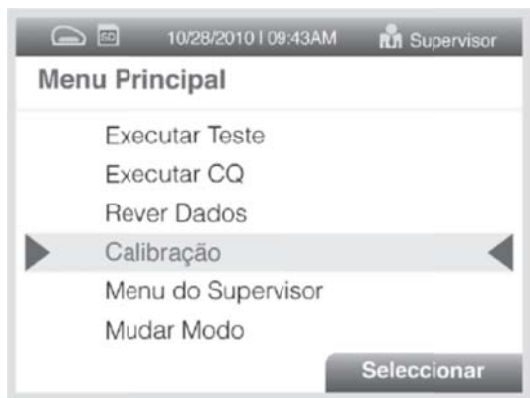 SD 10/28/2010 | 09:43AM Supervisor
Menu Principal
Executar Teste
Executar CQ
Rever Dados
Calibração
Menu do Supervisor
Mudar Modo
Seleccionar